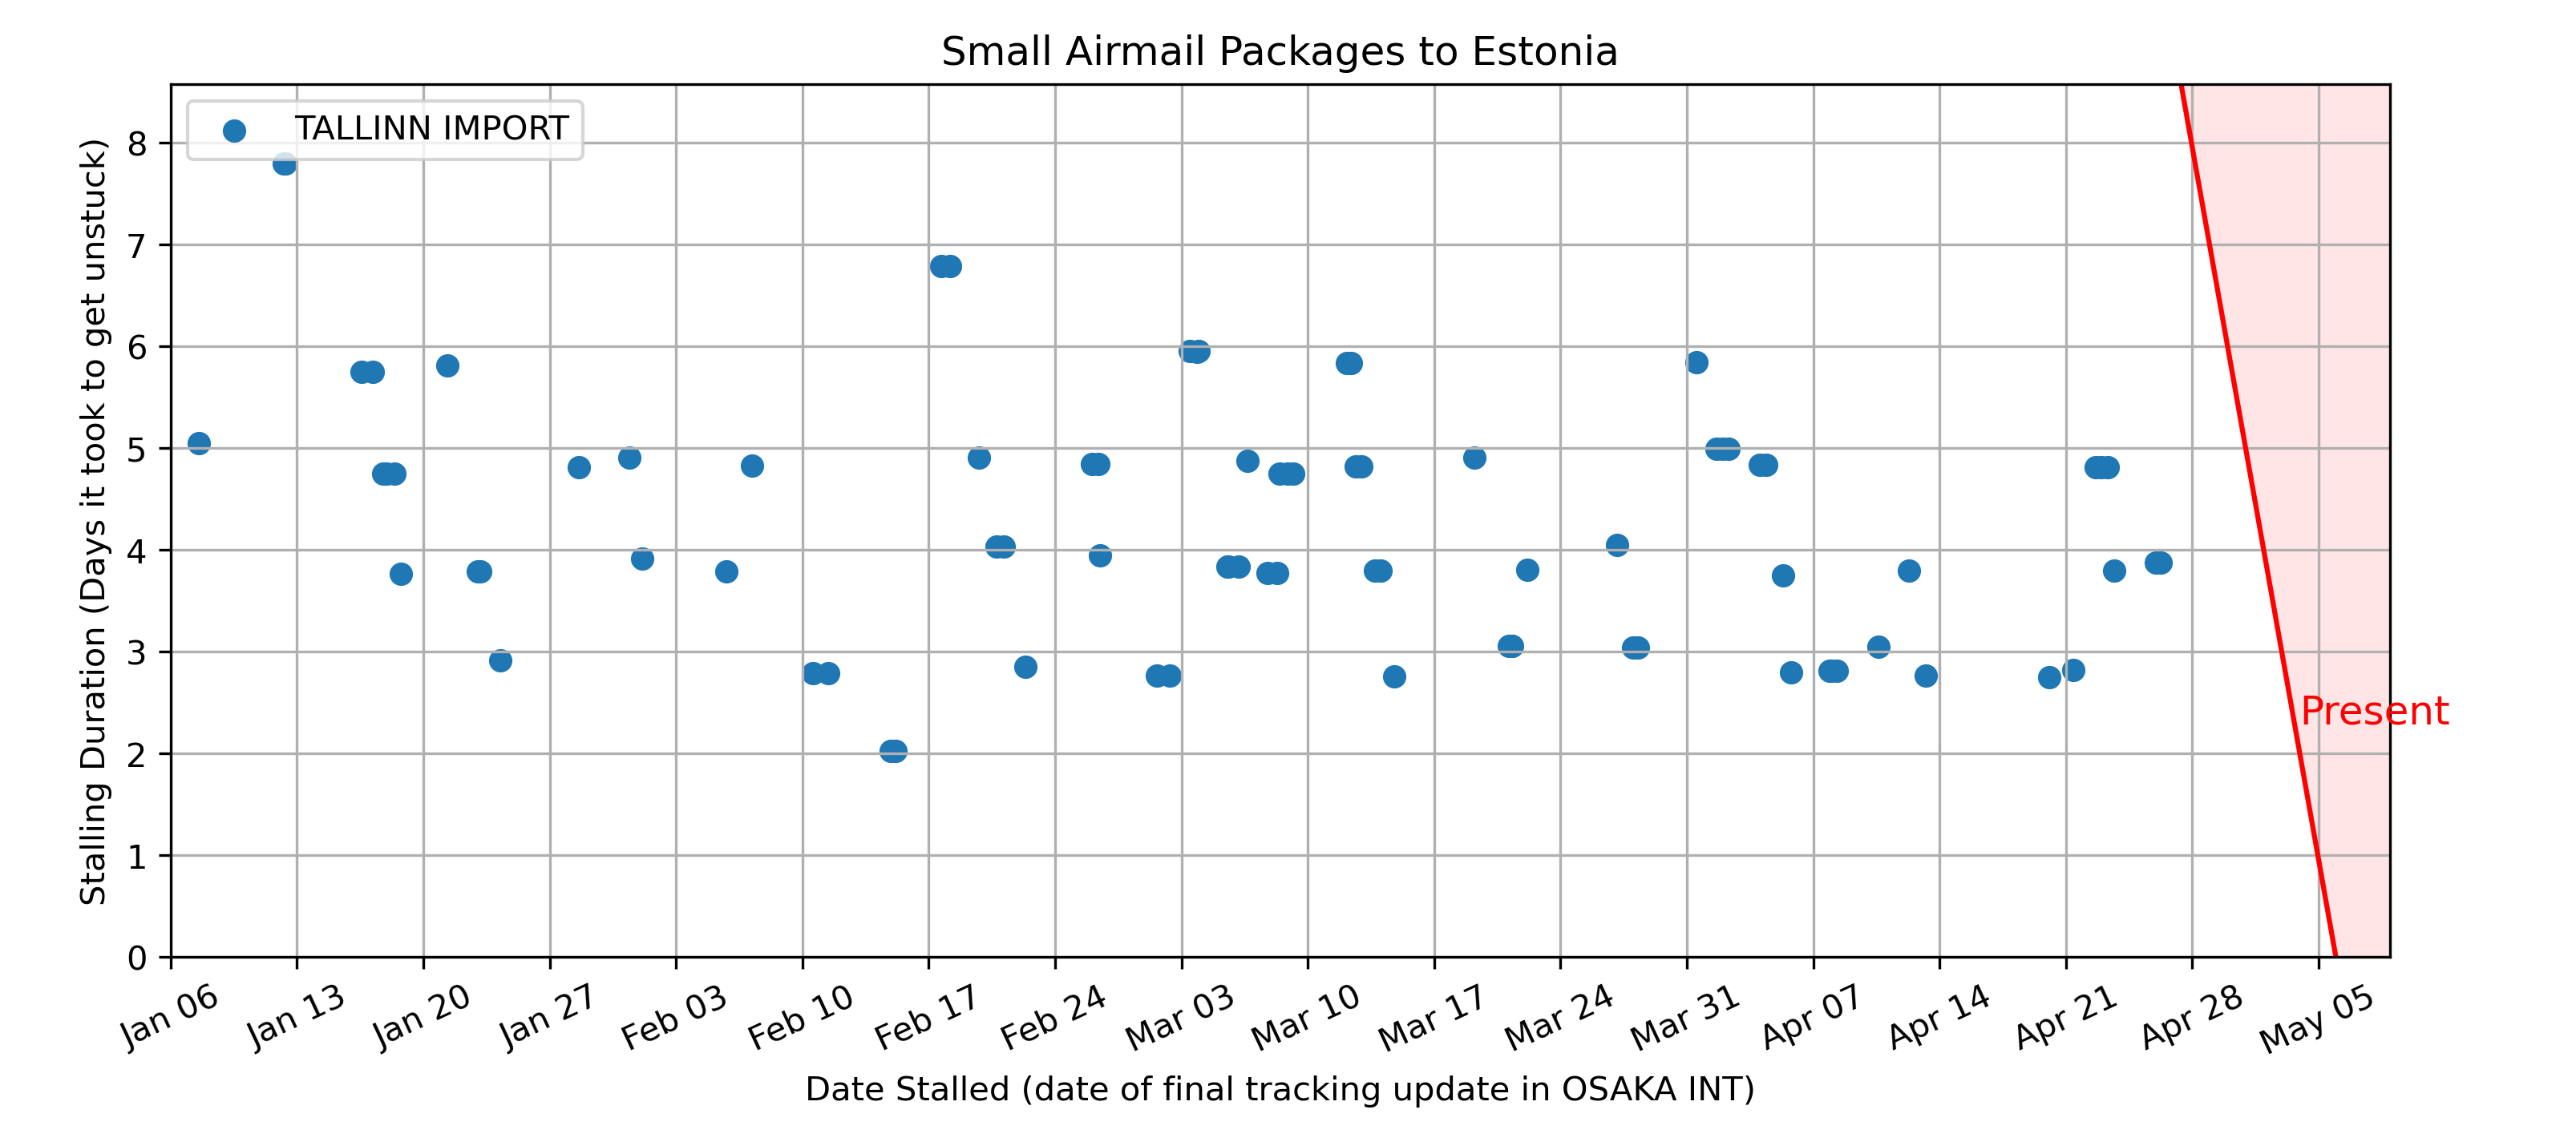 Small Airmail Packages to Estonia
TALLINN IMPORT
Stalling Duration (Days it took to get unstuck)
8
7
6
5
4
3
2
1
0
Present
Jan 06
Jan 13
Jan 20
Jan 27
Feb 03
Feb 10
Feb 17
Feb 24
Mar 03
Mar 10
Mar 17
Mar 24
Mar 31
Apr 07
Apr 14
Apr 21
Apr 28
May 05
Date Stalled (date of final tracking update in OSAKA INT)